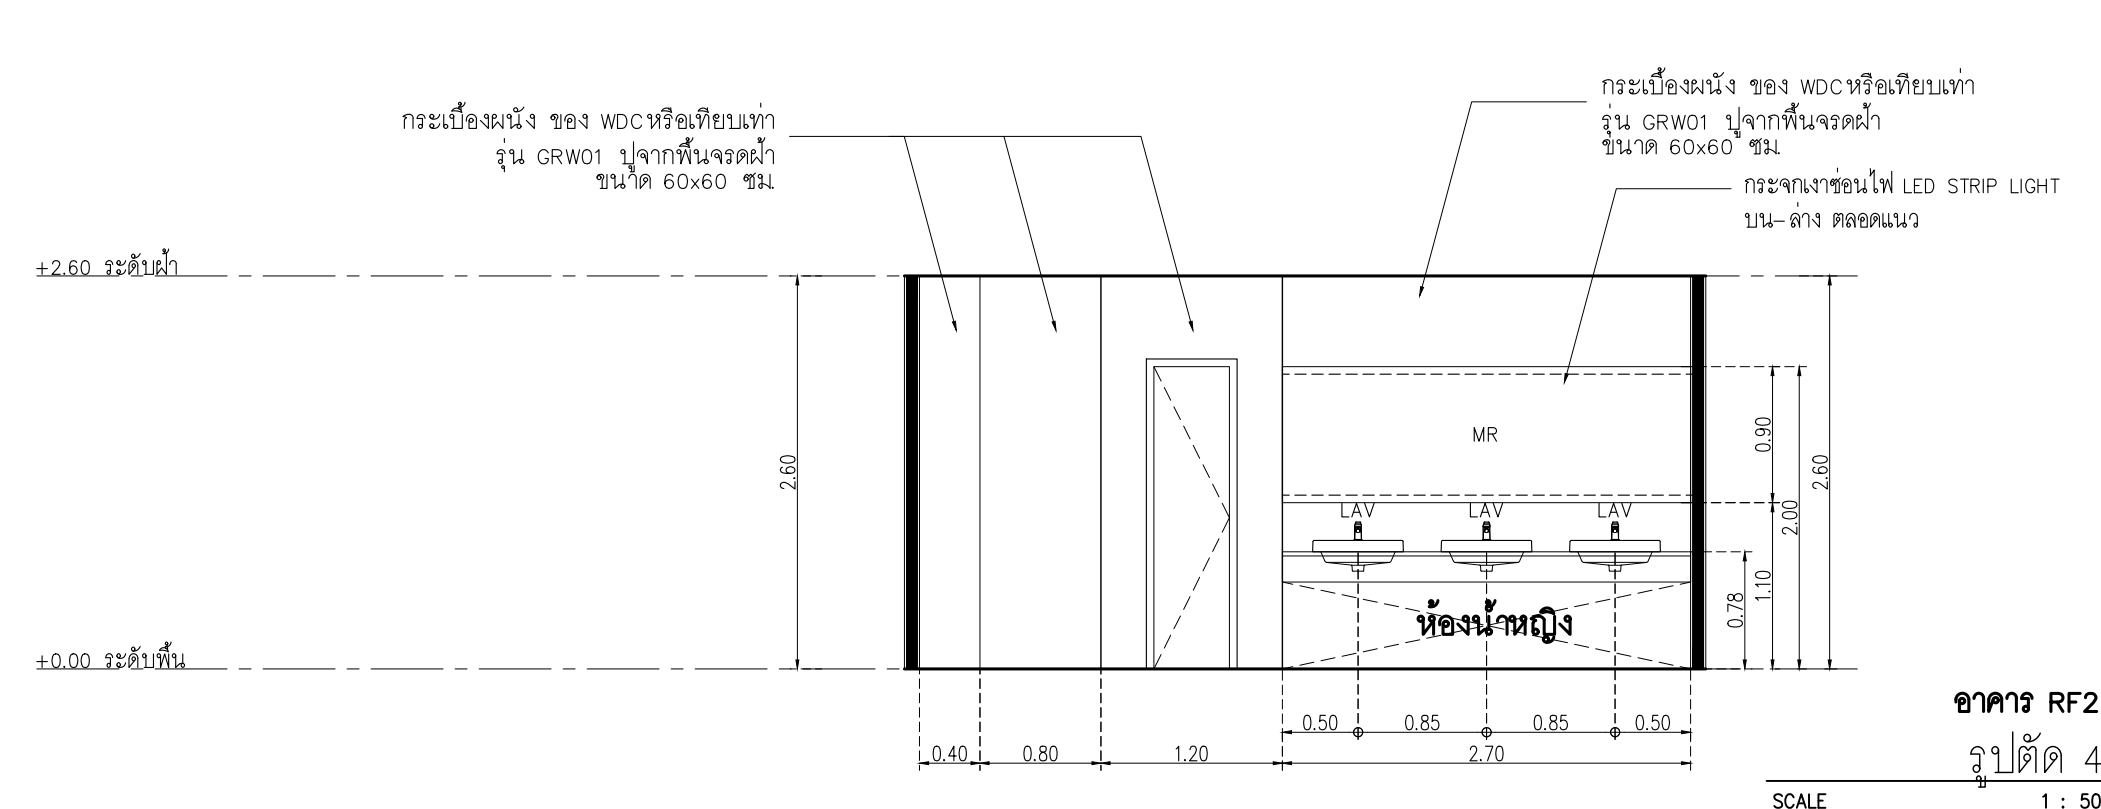 กระเบื้องผนัง ของ WDCหรือเทียบเท่า
รุ่น GRW01 ปูจากพื้นจรดฝ้า
ขนาด 60x60 ซม.
กระเบื้องผนัง ของ WDCหรือเทียบเท่า
รุ่น GRW01 ปูจากพื้นจรดฝ้า
ขนาด 60x60 ซม.
กระจกเงาซ่อนไฟ LED STRIP LIGHT
บน-ล่าง ตลอดแนว
+2.60 ระดับฝ้า
2.60
MR
0.90
2.00
2.60
LAV LAV LAV
1.10
0.78
ห้องน้ำหญิง
+0.00 ระดับพื้น
0.50 0.85 0.85 0.50
0.40 0.80 1.20 2.70
อาคาร RF2
รูปตัด 4
SCALE 1 : 50